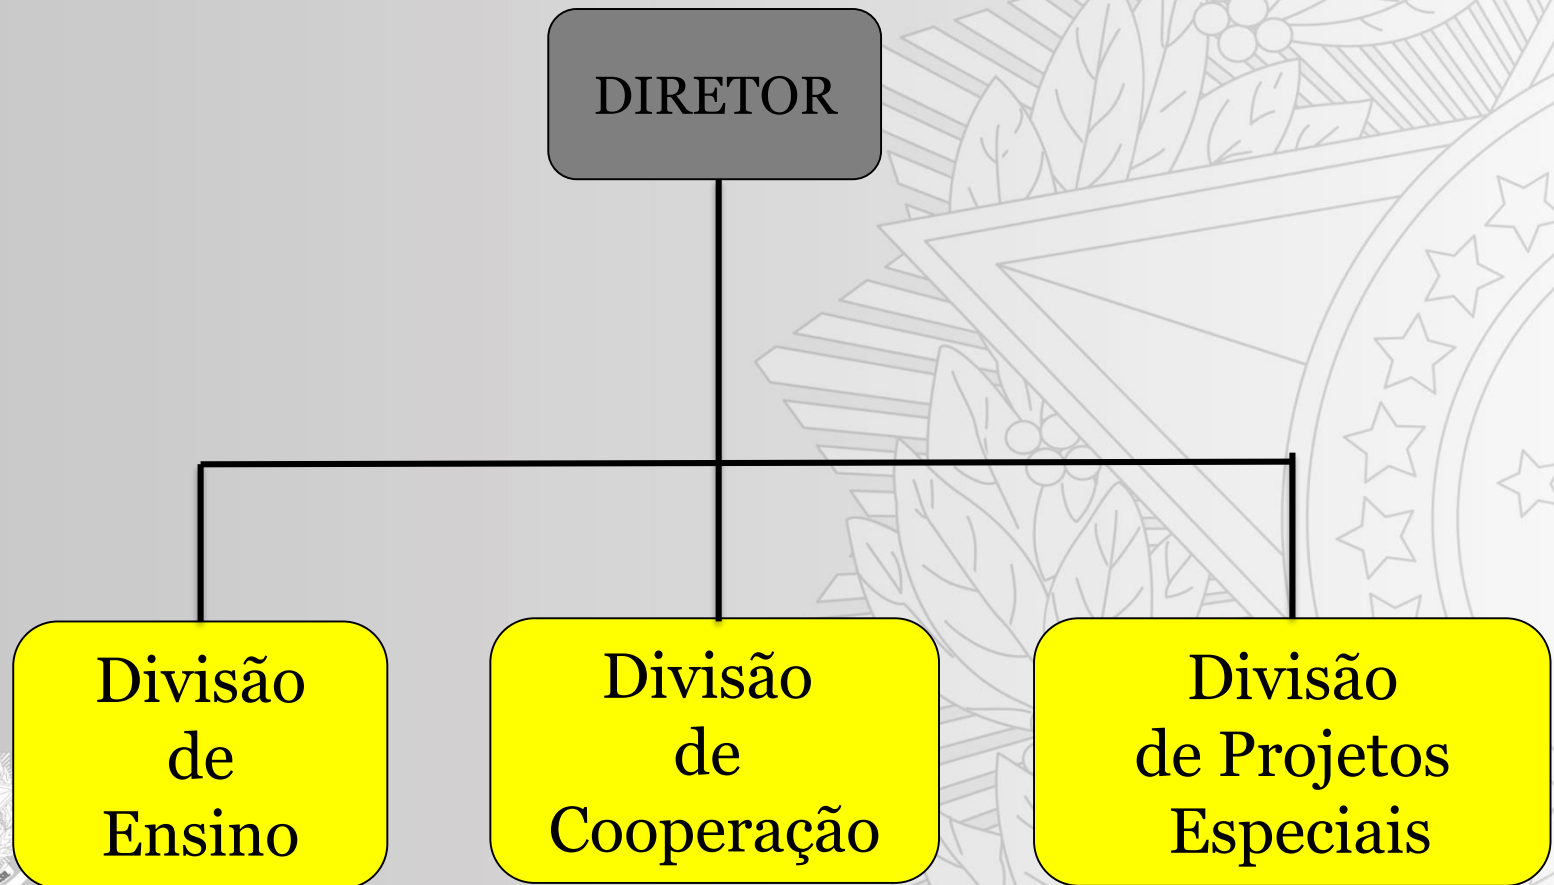 DIRETOR
Divisão
de
Ensino
Divisão
de
Cooperação
Divisão
de Projetos
Especiais